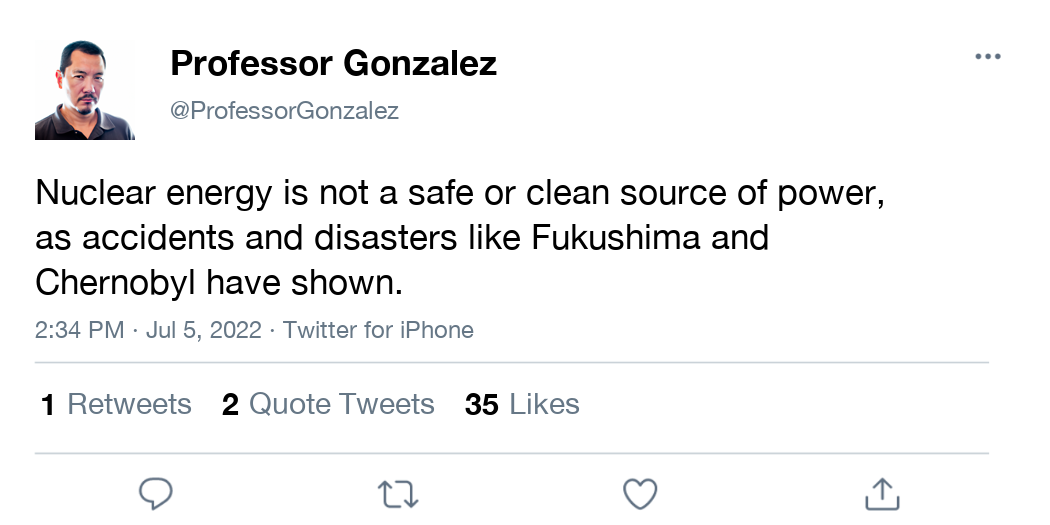 Professor Gonzalez
@ProfessorGonzalez
Nuclear energy is not a safe or clean source of power,
as accidents and disasters like Fukushima and
Chernobyl have shown.
2:34 PM · Jul 5, 2022 · Twitter for iPhone
1 Retweets 2 Quote Tweets 35 Likes